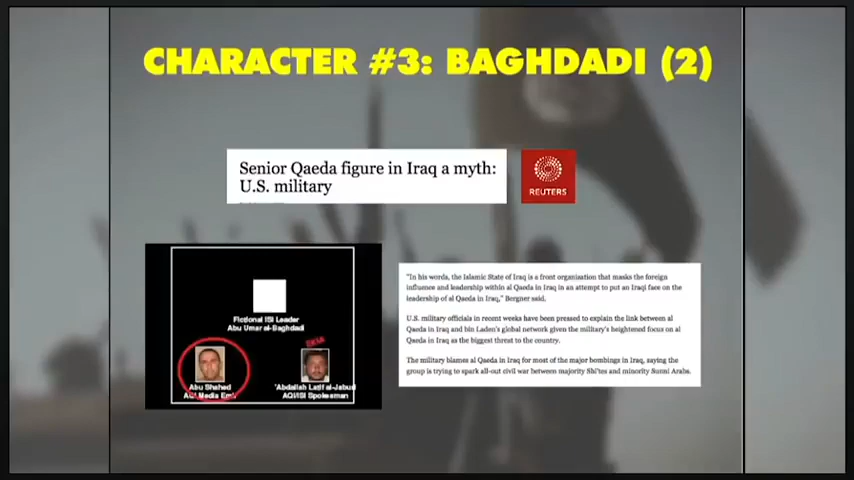 CHARACTER #3: BAGHDADI (2)
Senior Qaeda figure in Iraq a myth:
U.S. military
REUTERS
Fictional ISI Leader
Abu Umar al-Baghdadi
Abu Shahed
AQI Media Emir
'Abdallah Latif al-Jaburi
AQI/ISI Spokesman
"In his words, the Islamic State of Iraq is a front organisation that masks the foreign
influence and leadership within al Qaeda in Iraq in an attempt to put an Iraqi face on the
leadership of al Qaeda in Iraq," Bergner said.
U.S. military officials in recent weeks have been pressed to explain the link between al
Qaeda in Iraq and bin Laden's global network given the military's heightened focus on al
Qaeda in Iraq as the biggest threat to the country.
The military blames al Qaeda in Iraq for most of the major bombings in Iraq, saying the
group is trying to spark all-out civil war between majority Shi'ites and minority Sunni Arabs.